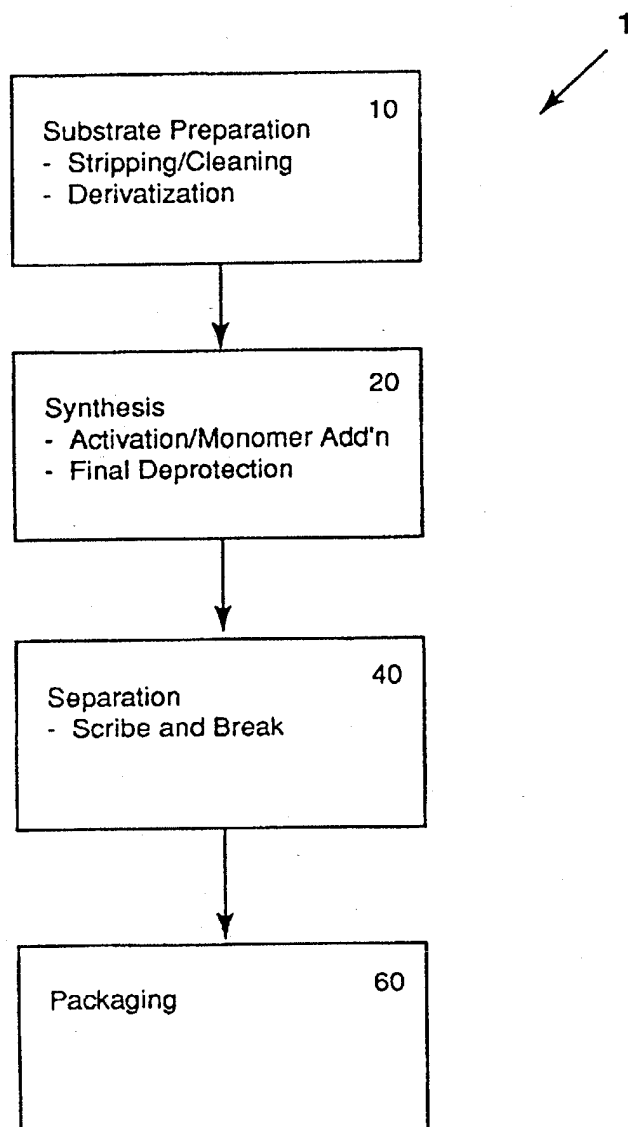 1
10
Substrate Preparation
- Stripping/Cleaning
- Derivatization
20
Synthesis
- Activation/Monomer Add'n
- Final Deprotection
40
Separation
- Scribe and Break
60
Packaging